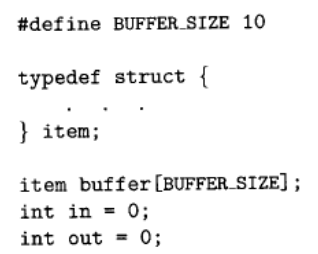 #define BUFFER_SIZE 10
typedef struct {
. . .
} item;
item buffer[BUFFER_SIZE];
int in = 0;
int out = 0;